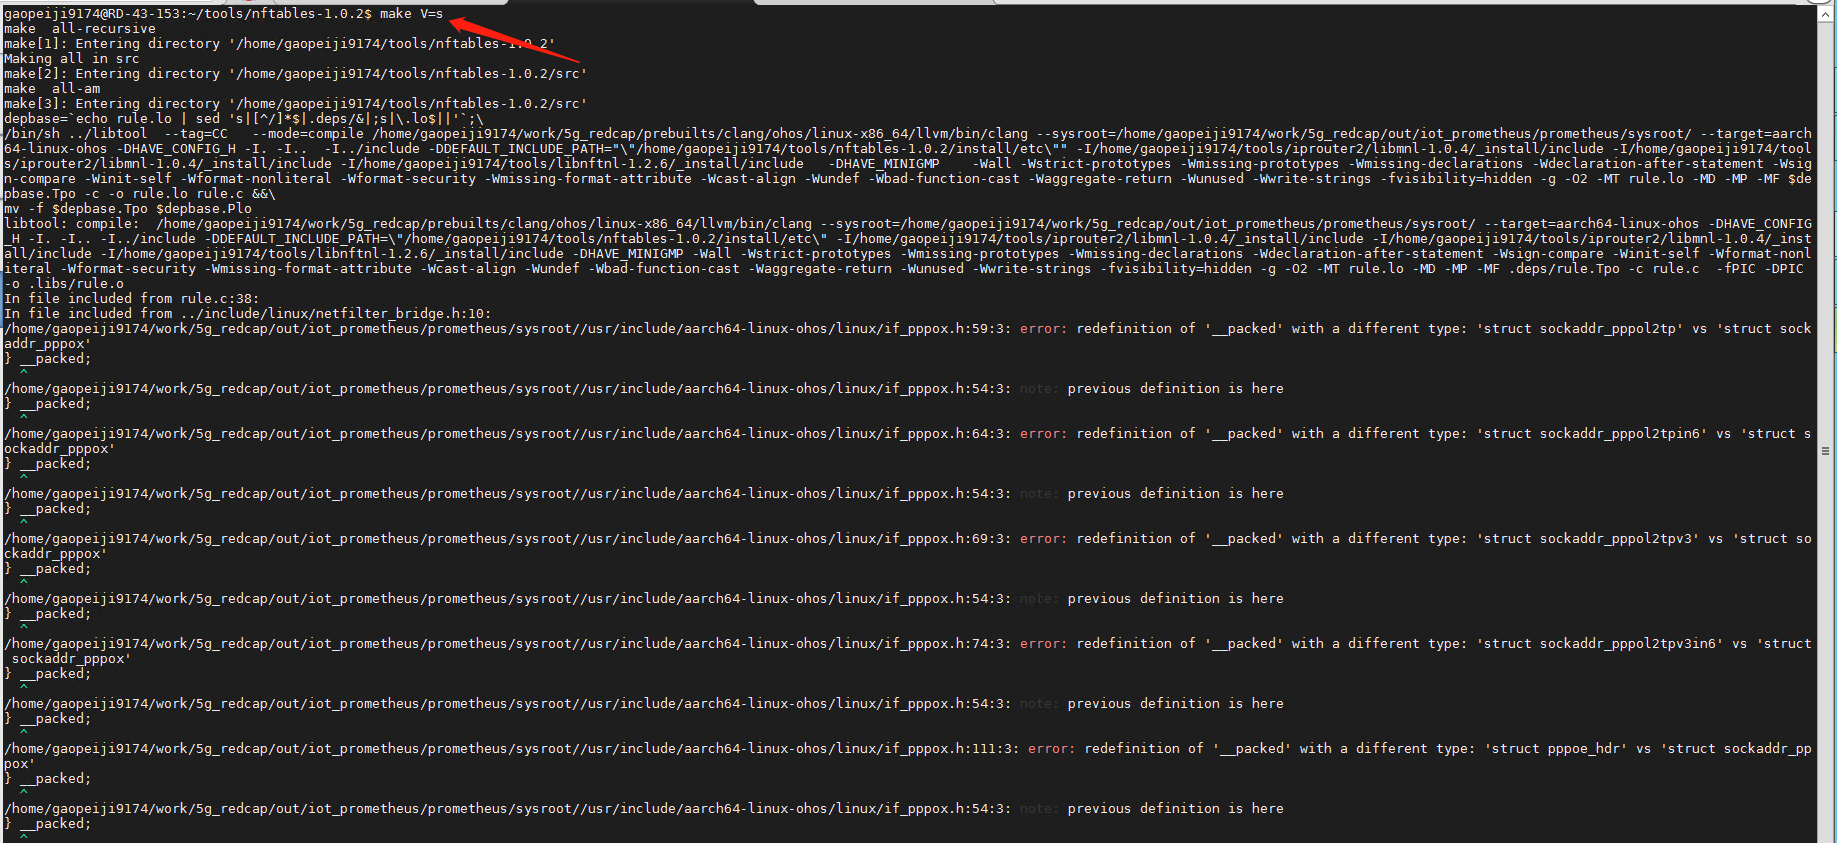 gaopeiji9174@RD-43-153:~/tools/nftables-1.0.2$ make V=s
make  all-recursive
make[1]: Entering directory '/home/gaopeiji9174/tools/nftables-1.0.2'
Making all in src
make[2]: Entering directory '/home/gaopeiji9174/tools/nftables-1.0.2/src'
make  all-am
make[3]: Entering directory '/home/gaopeiji9174/tools/nftables-1.0.2/src'
depbase=`echo rule.lo | sed 's|[^/]*$|.deps/&|;s|\.lo$||'`;\
/bin/sh ../libtool  --tag=CC   --mode=compile /home/gaopeiji9174/work/5g_redcap/prebuilts/clang/ohos/linux-x86_64/llvm/bin/clang --sysroot=/home/gaopeiji9174/work/5g_redcap/out/iot_prometheus/prometheus/sysroot/ --target=aarch
64-linux-ohos -DHAVE_CONFIG_H -I. -I..  -I../include -DDEFAULT_INCLUDE_PATH="\"/home/gaopeiji9174/tools/nftables-1.0.2/install/etc\"" -I/home/gaopeiji9174/tools/iprouter2/libmnl-1.0.4/_install/include -I/home/gaopeiji9174/tool
s/iprouter2/libmnl-1.0.4/_install/include -I/home/gaopeiji9174/tools/libnftnl-1.2.6/_install/include   -DHAVE_MINIGMP    -Wall -Wstrict-prototypes -Wmissing-prototypes -Wmissing-declarations -Wdeclaration-after-statement -Wsig
n-compare -Winit-self -Wformat-nonliteral -Wformat-security -Wmissing-format-attribute -Wcast-align -Wundef -Wbad-function-cast -Waggregate-return -Wunused -Wwrite-strings -fvisibility=hidden -g -O2 -MT rule.lo -MD -MP -MF $de
pbase.Tpo -c -o rule.lo rule.c &&\
mv -f $depbase.Tpo $depbase.Plo
libtool: compile:  /home/gaopeiji9174/work/5g_redcap/prebuilts/clang/ohos/linux-x86_64/llvm/bin/clang --sysroot=/home/gaopeiji9174/work/5g_redcap/out/iot_prometheus/prometheus/sysroot/ --target=aarch64-linux-ohos -DHAVE_CONFIG
_H -I. -I.. -I../include -DDEFAULT_INCLUDE_PATH=\"/home/gaopeiji9174/tools/nftables-1.0.2/install/etc\" -I/home/gaopeiji9174/tools/iprouter2/libmnl-1.0.4/_install/include -I/home/gaopeiji9174/tools/iprouter2/libmnl-1.0.4/_inst
all/include -I/home/gaopeiji9174/tools/libnftnl-1.2.6/_install/include -DHAVE_MINIGMP -Wall -Wstrict-prototypes -Wmissing-prototypes -Wmissing-declarations -Wdeclaration-after-statement -Wsign-compare -Winit-self -Wformat-nonl
iteral -Wformat-security -Wmissing-format-attribute -Wcast-align -Wundef -Wbad-function-cast -Waggregate-return -Wunused -Wwrite-strings -fvisibility=hidden -g -O2 -MT rule.lo -MD -MP -MF .deps/rule.Tpo -c rule.c  -fPIC -DPIC
-o .libs/rule.o
In file included from rule.c:38:
In file included from ../include/linux/netfilter_bridge.h:10:
/home/gaopeiji9174/work/5g_redcap/out/iot_prometheus/prometheus/sysroot//usr/include/aarch64-linux-ohos/linux/if_pppox.h:59:3: error: redefinition of '__packed' with a different type: 'struct sockaddr_pppol2tp' vs 'struct sock
addr_pppox'
} __packed;
  ^
/home/gaopeiji9174/work/5g_redcap/out/iot_prometheus/prometheus/sysroot//usr/include/aarch64-linux-ohos/linux/if_pppox.h:54:3: note: previous definition is here
} __packed;
  ^
/home/gaopeiji9174/work/5g_redcap/out/iot_prometheus/prometheus/sysroot//usr/include/aarch64-linux-ohos/linux/if_pppox.h:64:3: error: redefinition of '__packed' with a different type: 'struct sockaddr_pppol2tpin6' vs 'struct s
ockaddr_pppox'
} __packed;
  ^
/home/gaopeiji9174/work/5g_redcap/out/iot_prometheus/prometheus/sysroot//usr/include/aarch64-linux-ohos/linux/if_pppox.h:54:3: note: previous definition is here
} __packed;
  ^
/home/gaopeiji9174/work/5g_redcap/out/iot_prometheus/prometheus/sysroot//usr/include/aarch64-linux-ohos/linux/if_pppox.h:69:3: error: redefinition of '__packed' with a different type: 'struct sockaddr_pppol2tpv3' vs 'struct so
ckaddr_pppox'
} __packed;
  ^
/home/gaopeiji9174/work/5g_redcap/out/iot_prometheus/prometheus/sysroot//usr/include/aarch64-linux-ohos/linux/if_pppox.h:54:3: note: previous definition is here
} __packed;
  ^
/home/gaopeiji9174/work/5g_redcap/out/iot_prometheus/prometheus/sysroot//usr/include/aarch64-linux-ohos/linux/if_pppox.h:74:3: error: redefinition of '__packed' with a different type: 'struct sockaddr_pppol2tpv3in6' vs 'struct
 sockaddr_pppox'
} __packed;
  ^
/home/gaopeiji9174/work/5g_redcap/out/iot_prometheus/prometheus/sysroot//usr/include/aarch64-linux-ohos/linux/if_pppox.h:54:3: note: previous definition is here
} __packed;
  ^
/home/gaopeiji9174/work/5g_redcap/out/iot_prometheus/prometheus/sysroot//usr/include/aarch64-linux-ohos/linux/if_pppox.h:111:3: error: redefinition of '__packed' with a different type: 'struct pppoe_hdr' vs 'struct sockaddr_pp
pox'
} __packed;
  ^
/home/gaopeiji9174/work/5g_redcap/out/iot_prometheus/prometheus/sysroot//usr/include/aarch64-linux-ohos/linux/if_pppox.h:54:3: note: previous definition is here
} __packed;
  ^